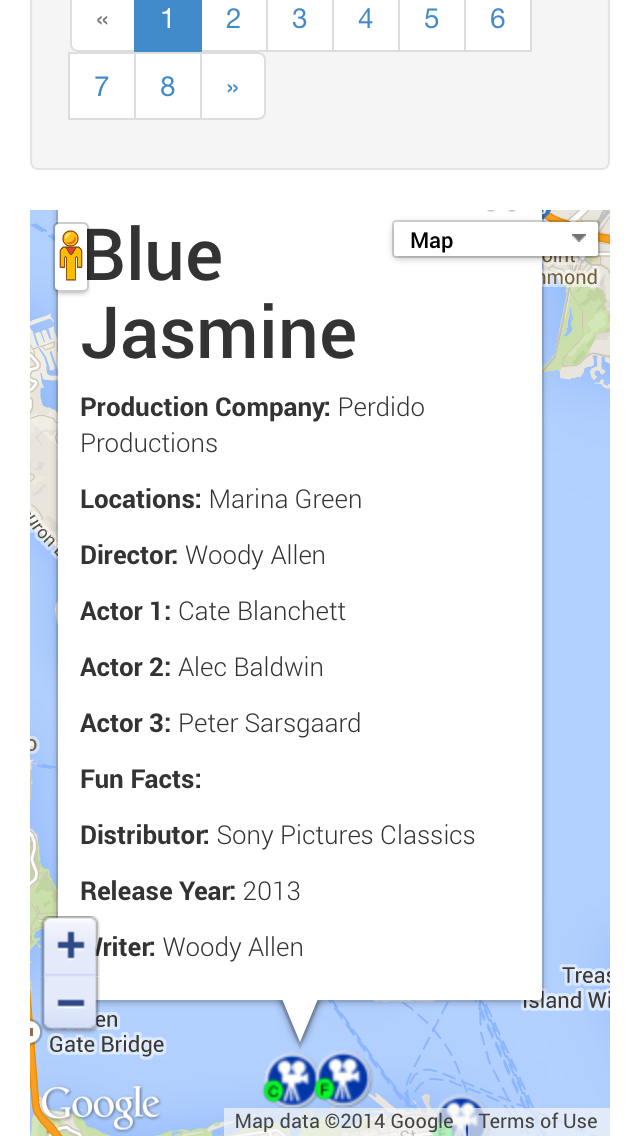 « 1 2 3 4 5 6
7 8 »
Map
Blue
Jasmine
Production Company: Perdido
Productions
Locations: Marina Green
Director: Woody Allen
Actor 1: Cate Blanchett
Actor 2: Alec Baldwin
Actor 3: Peter Sarsgaard
Fun Facts:
Distributor: Sony Pictures Classics
Release Year: 2013
Writer: Woody Allen
+
−
Treas
Island Wi
en
Gate Bridge
C F
Google
Map data ©2014 Google Terms of Use